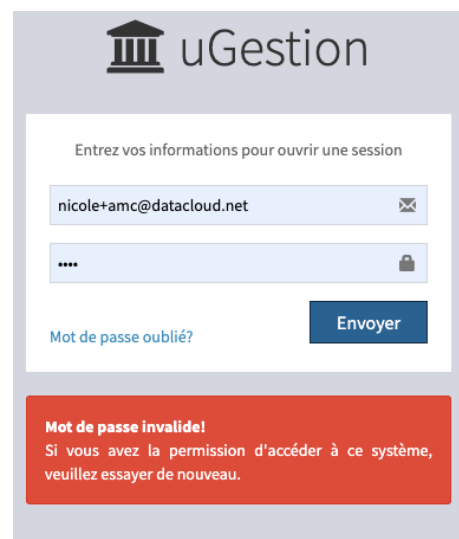 uGestion
Entrez vos informations pour ouvrir une session
nicole+amc@datacloud.net
••••
Mot de passe oublié?
Envoyer
Mot de passe invalide!
Si vous avez la permission d'accéder à ce système,
veuillez essayer de nouveau.